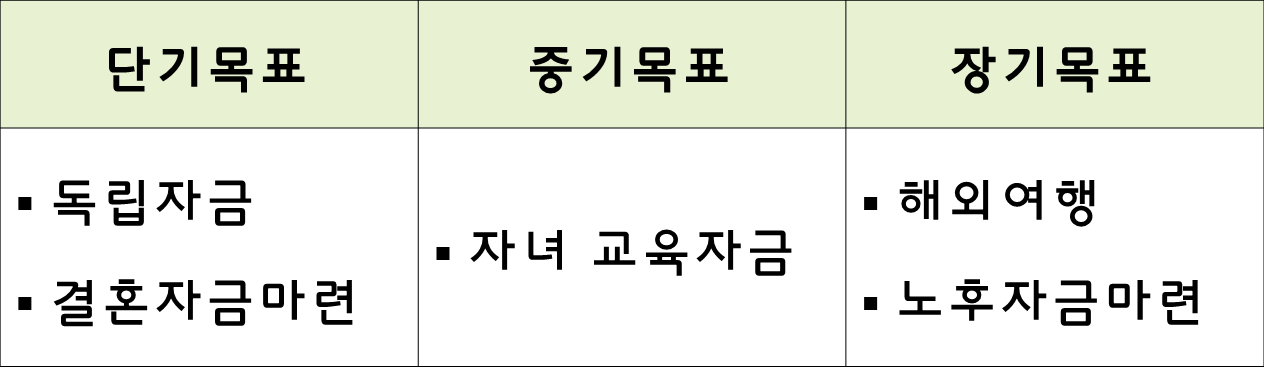 단기목표
중기목표
장기목표
▪ 독립자금
▪ 결혼자금마련
▪ 자녀 교육자금
▪ 해외여행
▪ 노후자금마련